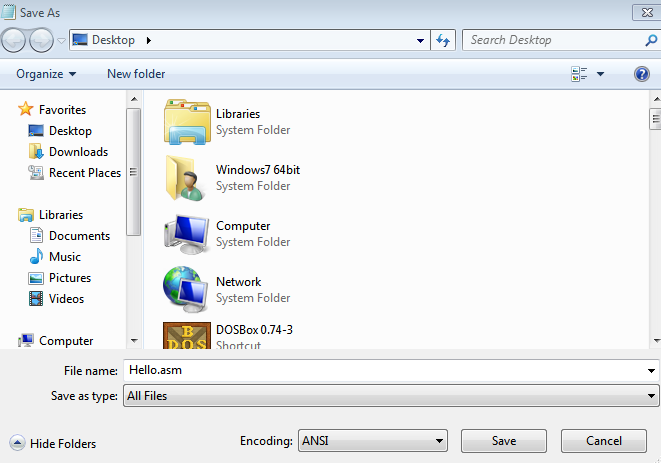 Save As
Desktop
Search Desktop
Organize
New folder
Favorites
Desktop
Downloads
Recent Places
Libraries
Documents
Music
Pictures
Videos
Computer
Libraries
System Folder
Windows7 64bit
System Folder
Computer
System Folder
Network
System Folder
B
DOS
DOSBox 0.74-3
Shortcut
File name: Hello.asm
Save as type: All Files
Hide Folders
Encoding: ANSI
Save
Cancel